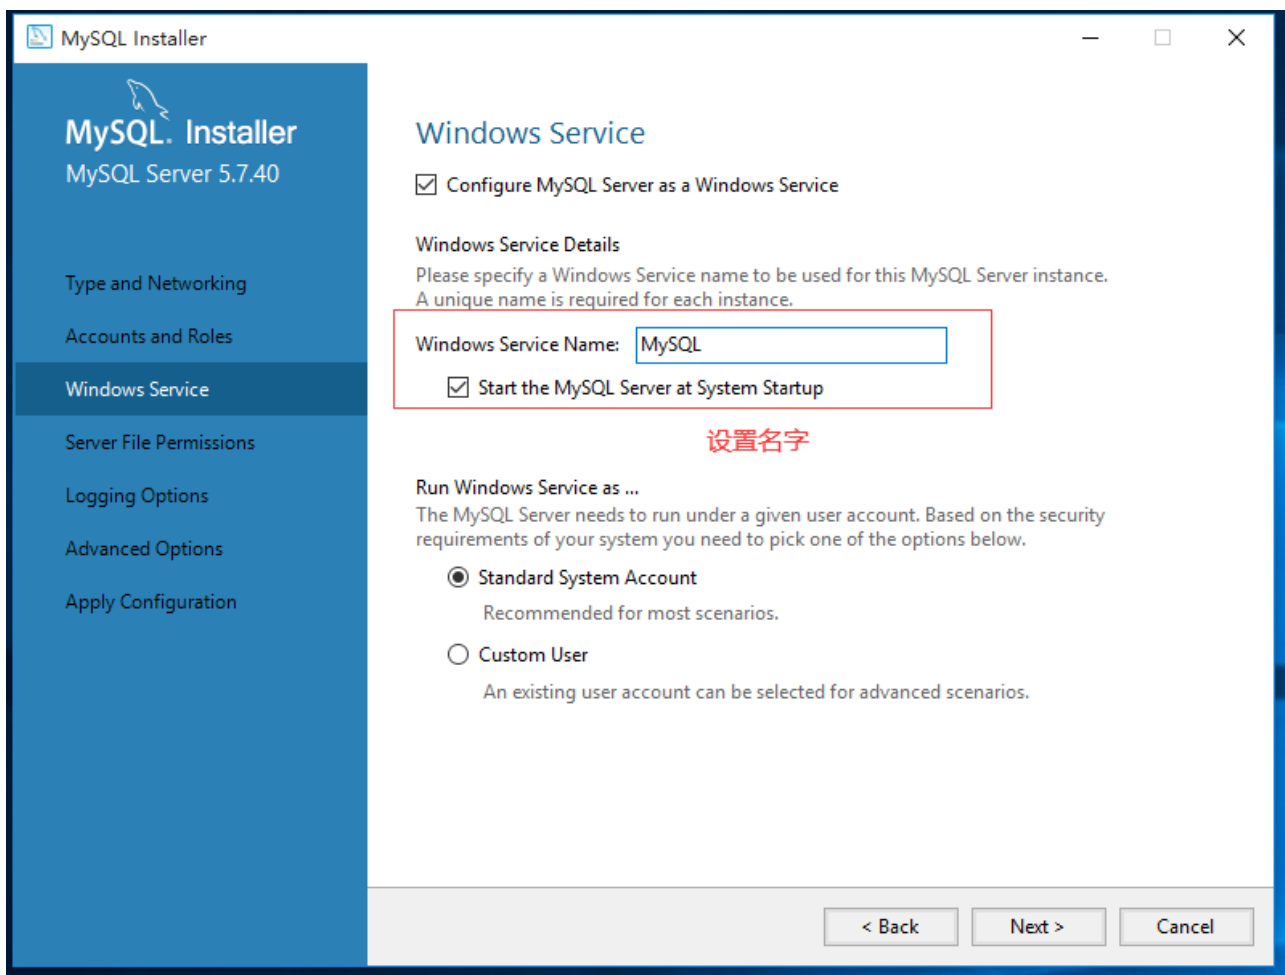 MySQL Installer
MySQL. Installer
MySQL Server 5.7.40
Type and Networking
Accounts and Roles
Windows Service
Server File Permissions
Logging Options
Advanced Options
Apply Configuration
Windows Service
Configure MySQL Server as a Windows Service
Windows Service Details
Please specify a Windows Service name to be used for this MySQL Server instance.
A unique name is required for each instance.
Windows Service Name: MySQL
Start the MySQL Server at System Startup
设置名字
Run Windows Service as ...
The MySQL Server needs to run under a given user account. Based on the security
requirements of your system you need to pick one of the options below.
Standard System Account
Recommended for most scenarios.
Custom User
An existing user account can be selected for advanced scenarios.
< Back Next > Cancel